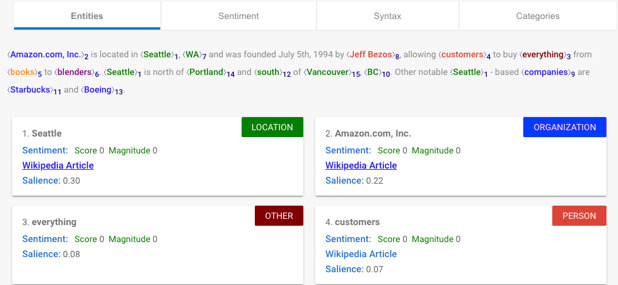 Entities Sentiment Syntax Categories
⟨Amazon.com, Inc.⟩2 is located in ⟨Seattle⟩1, ⟨WA⟩7 and was founded July 5th, 1994 by ⟨Jeff Bezos⟩8, allowing ⟨customers⟩4 to buy ⟨everything⟩3 from
⟨books⟩5 to ⟨blenders⟩6. ⟨Seattle⟩1 is north of ⟨Portland⟩14 and ⟨south⟩12 of ⟨Vancouver⟩15, ⟨BC⟩10. Other notable ⟨Seattle⟩1 - based ⟨companies⟩9 are
⟨Starbucks⟩11 and ⟨Boeing⟩13.
LOCATION
1. Seattle
Sentiment: Score 0 Magnitude 0
Wikipedia Article
Salience: 0.30
ORGANIZATION
2. Amazon.com, Inc.
Sentiment: Score 0 Magnitude 0
Wikipedia Article
Salience: 0.22
OTHER
3. everything
Sentiment: Score 0 Magnitude 0
Salience: 0.08
PERSON
4. customers
Sentiment: Score 0 Magnitude 0
Wikipedia Article
Salience: 0.07